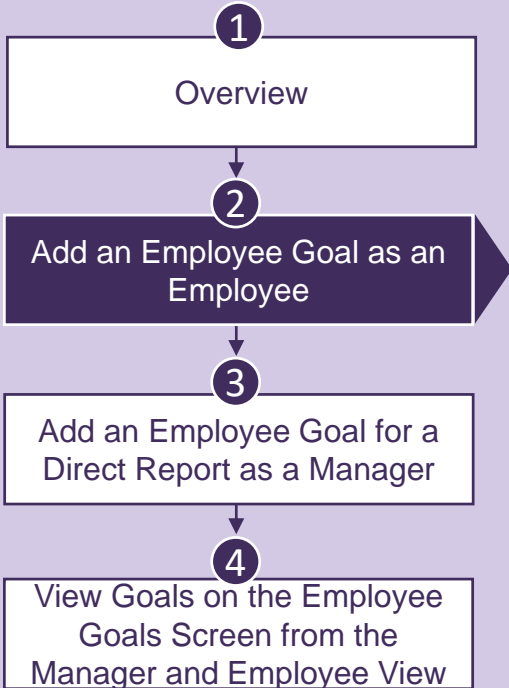 1
Overview
2
Add an Employee Goal as an
Employee
3
Add an Employee Goal for a
Direct Report as a Manager
4
View Goals on the Employee
Goals Screen from the
Manager and Employee View